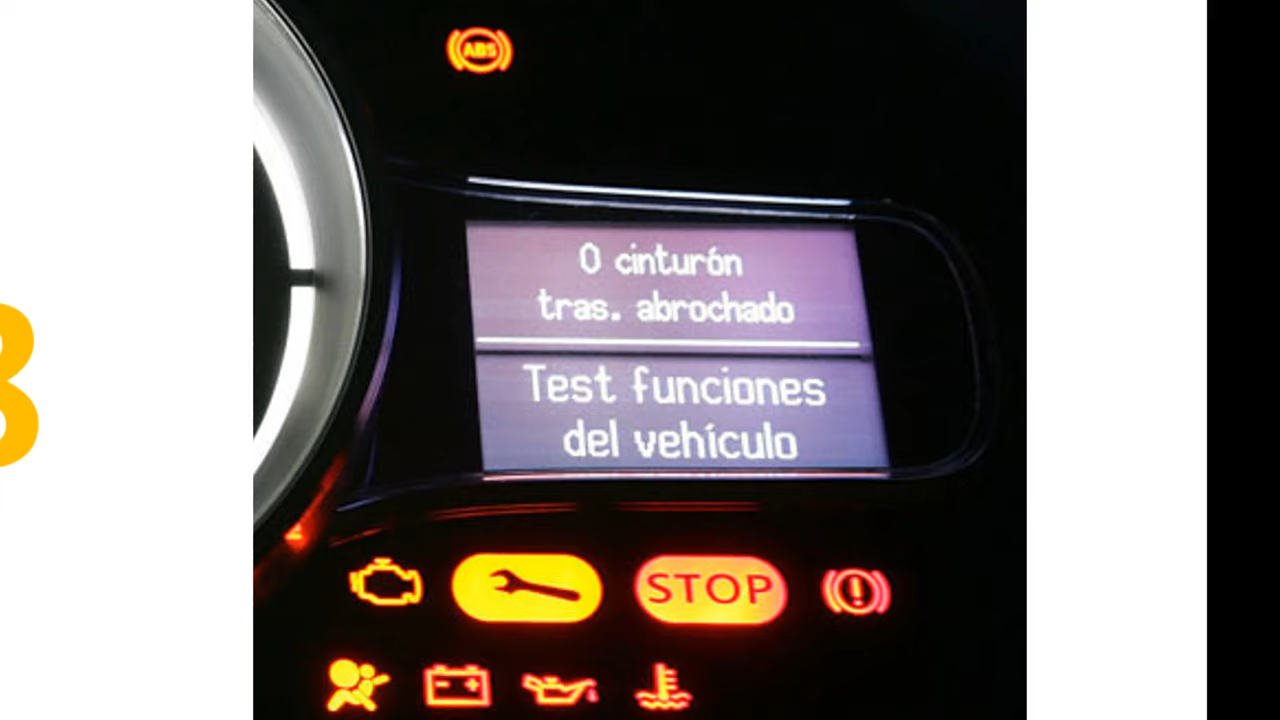 ABS
0 cinturón
tras. abrochado
Test funciones
del vehículo
STOP